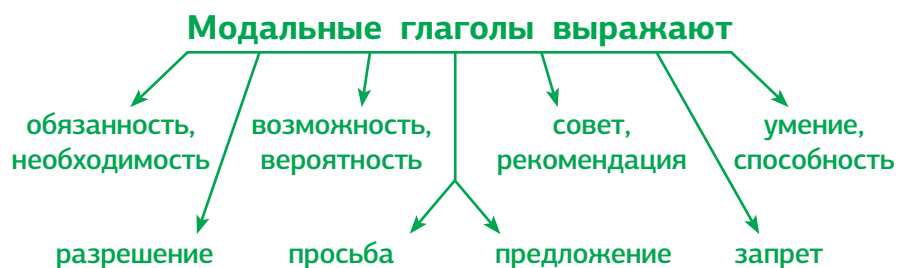 Модальные глаголы выражают
обязанность,
необходимость
возможность,
вероятность
совет,
рекомендация
умение,
способность
разрешение
просьба
предложение
запрет